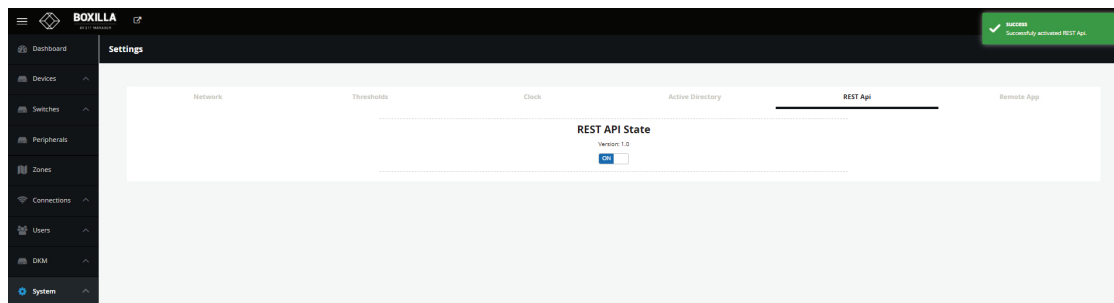 BOXILLA
success
Successfuly activated REST Api.
Dashboard
Settings
Devices
Network
Thresholds
Clock
Active Directory
REST Api
Remote App
Switches
REST API State
Peripherals
Version: 1.0
ON
Zones
Connections
Users
DKM
System